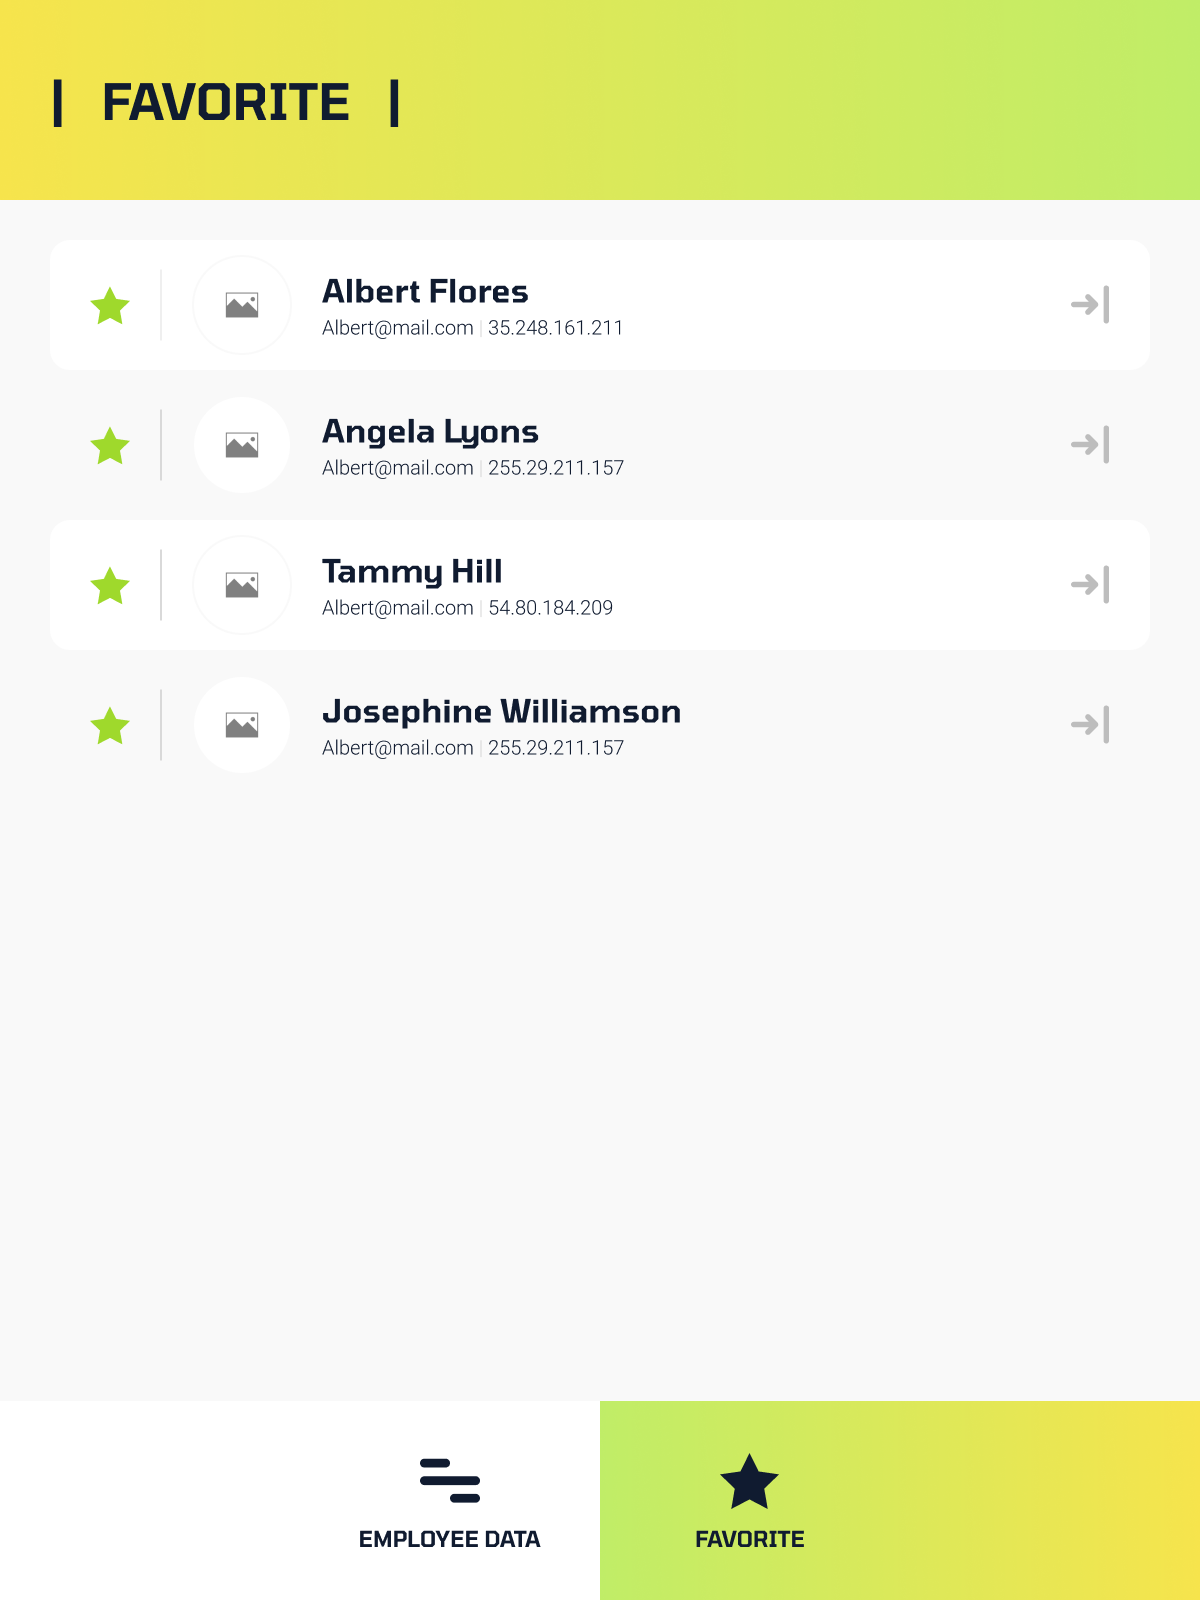 | FAVORITE |
Albert Flores
Albert@mail.com | 35.248.161.211
Angela Lyons
Albert@mail.com | 255.29.211.157
Tammy Hill
Albert@mail.com | 54.80.184.209
Josephine Williamson
Albert@mail.com | 255.29.211.157
EMPLOYEE DATA
FAVORITE